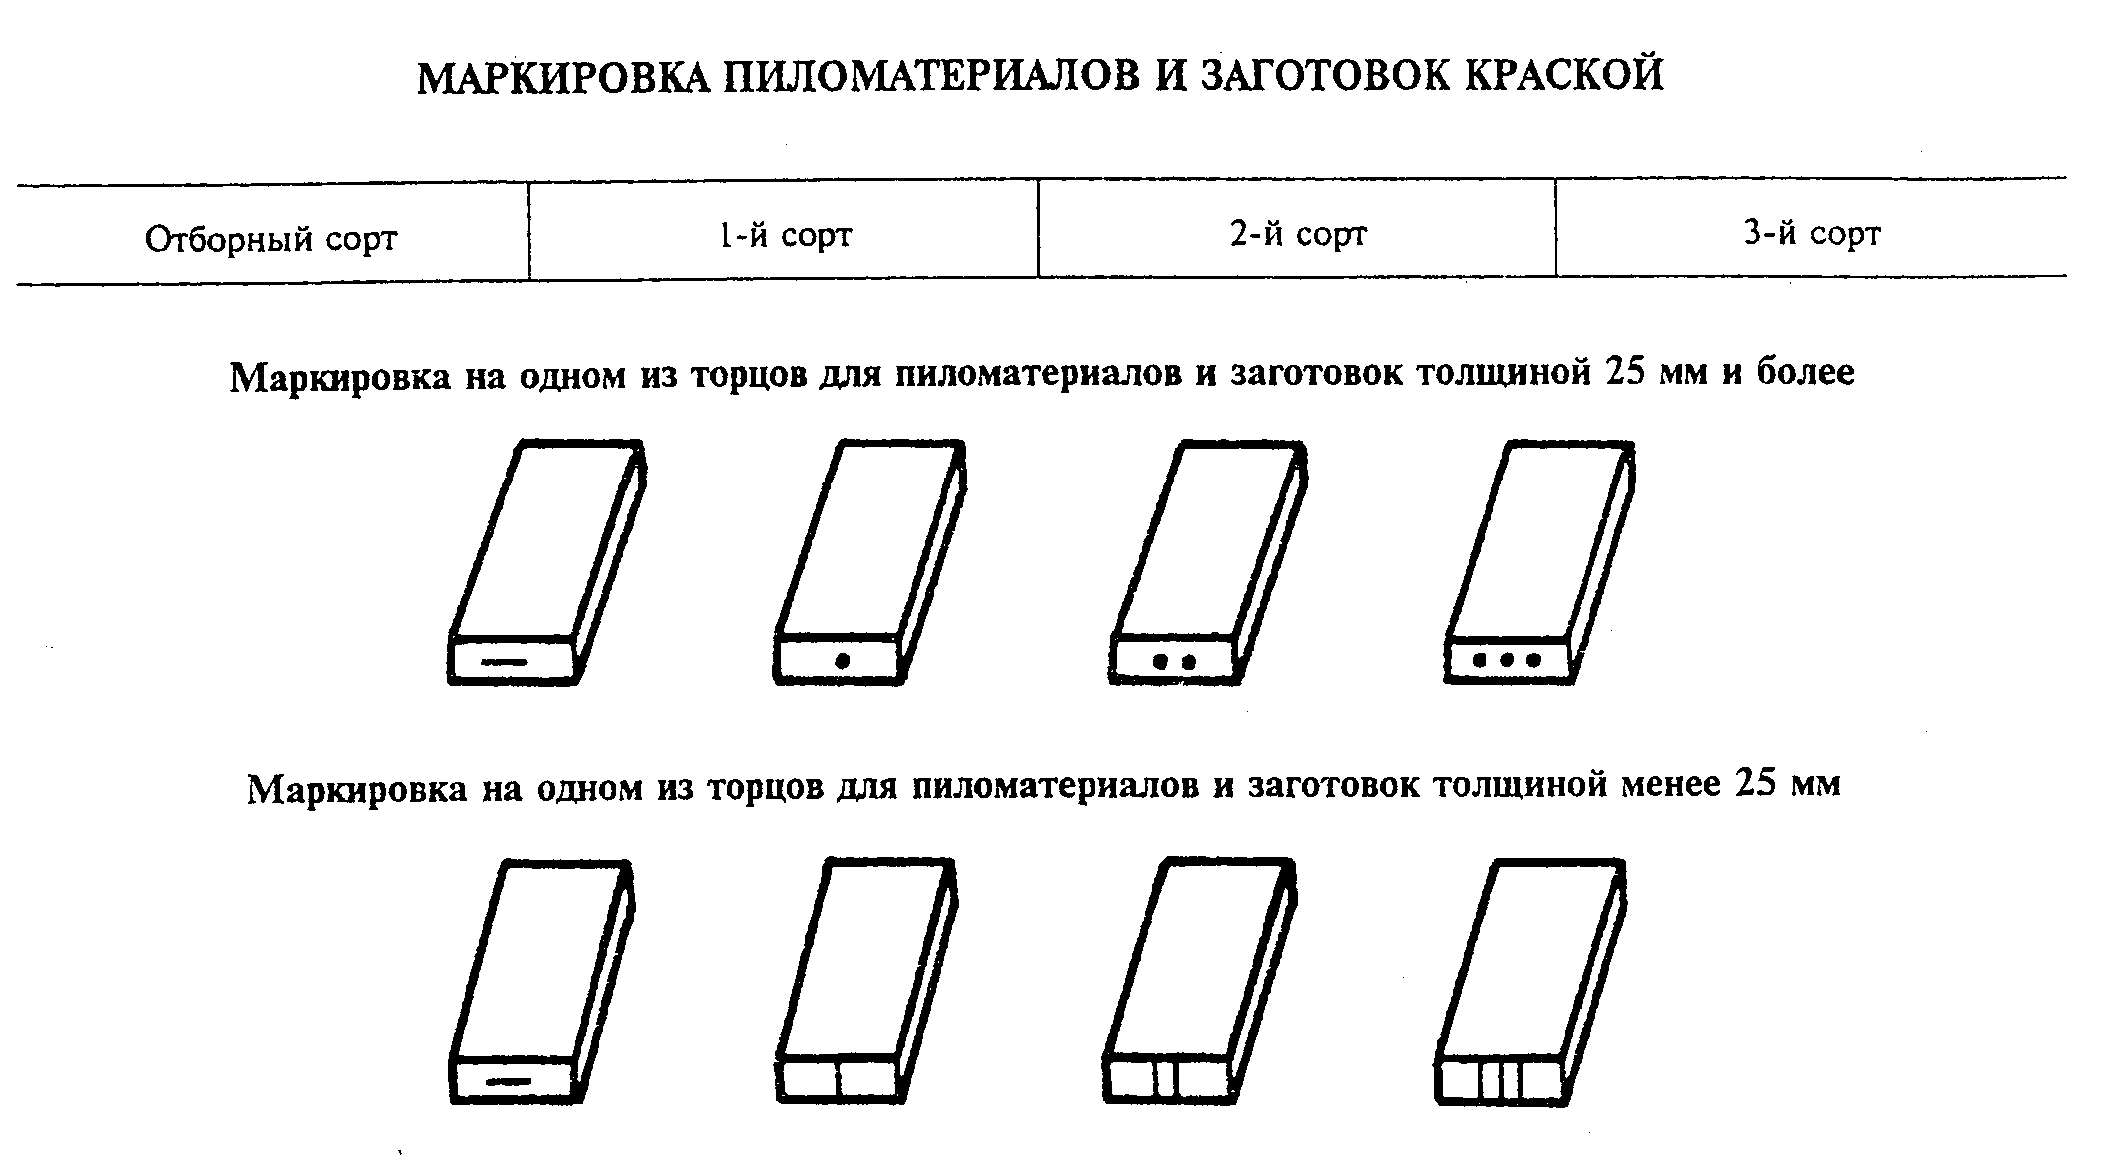 МАРКИРОВКА ПИЛОМАТЕРИАЛОВ И ЗАГОТОВОК КРАСКОЙ
Отборный сорт 1-й сорт 2-й сорт 3-й сорт
Маркировка на одном из торцов для пиломатериалов и заготовок толщиной 25 мм и более
Маркировка на одном из торцов для пиломатериалов и заготовок толщиной менее 25 мм